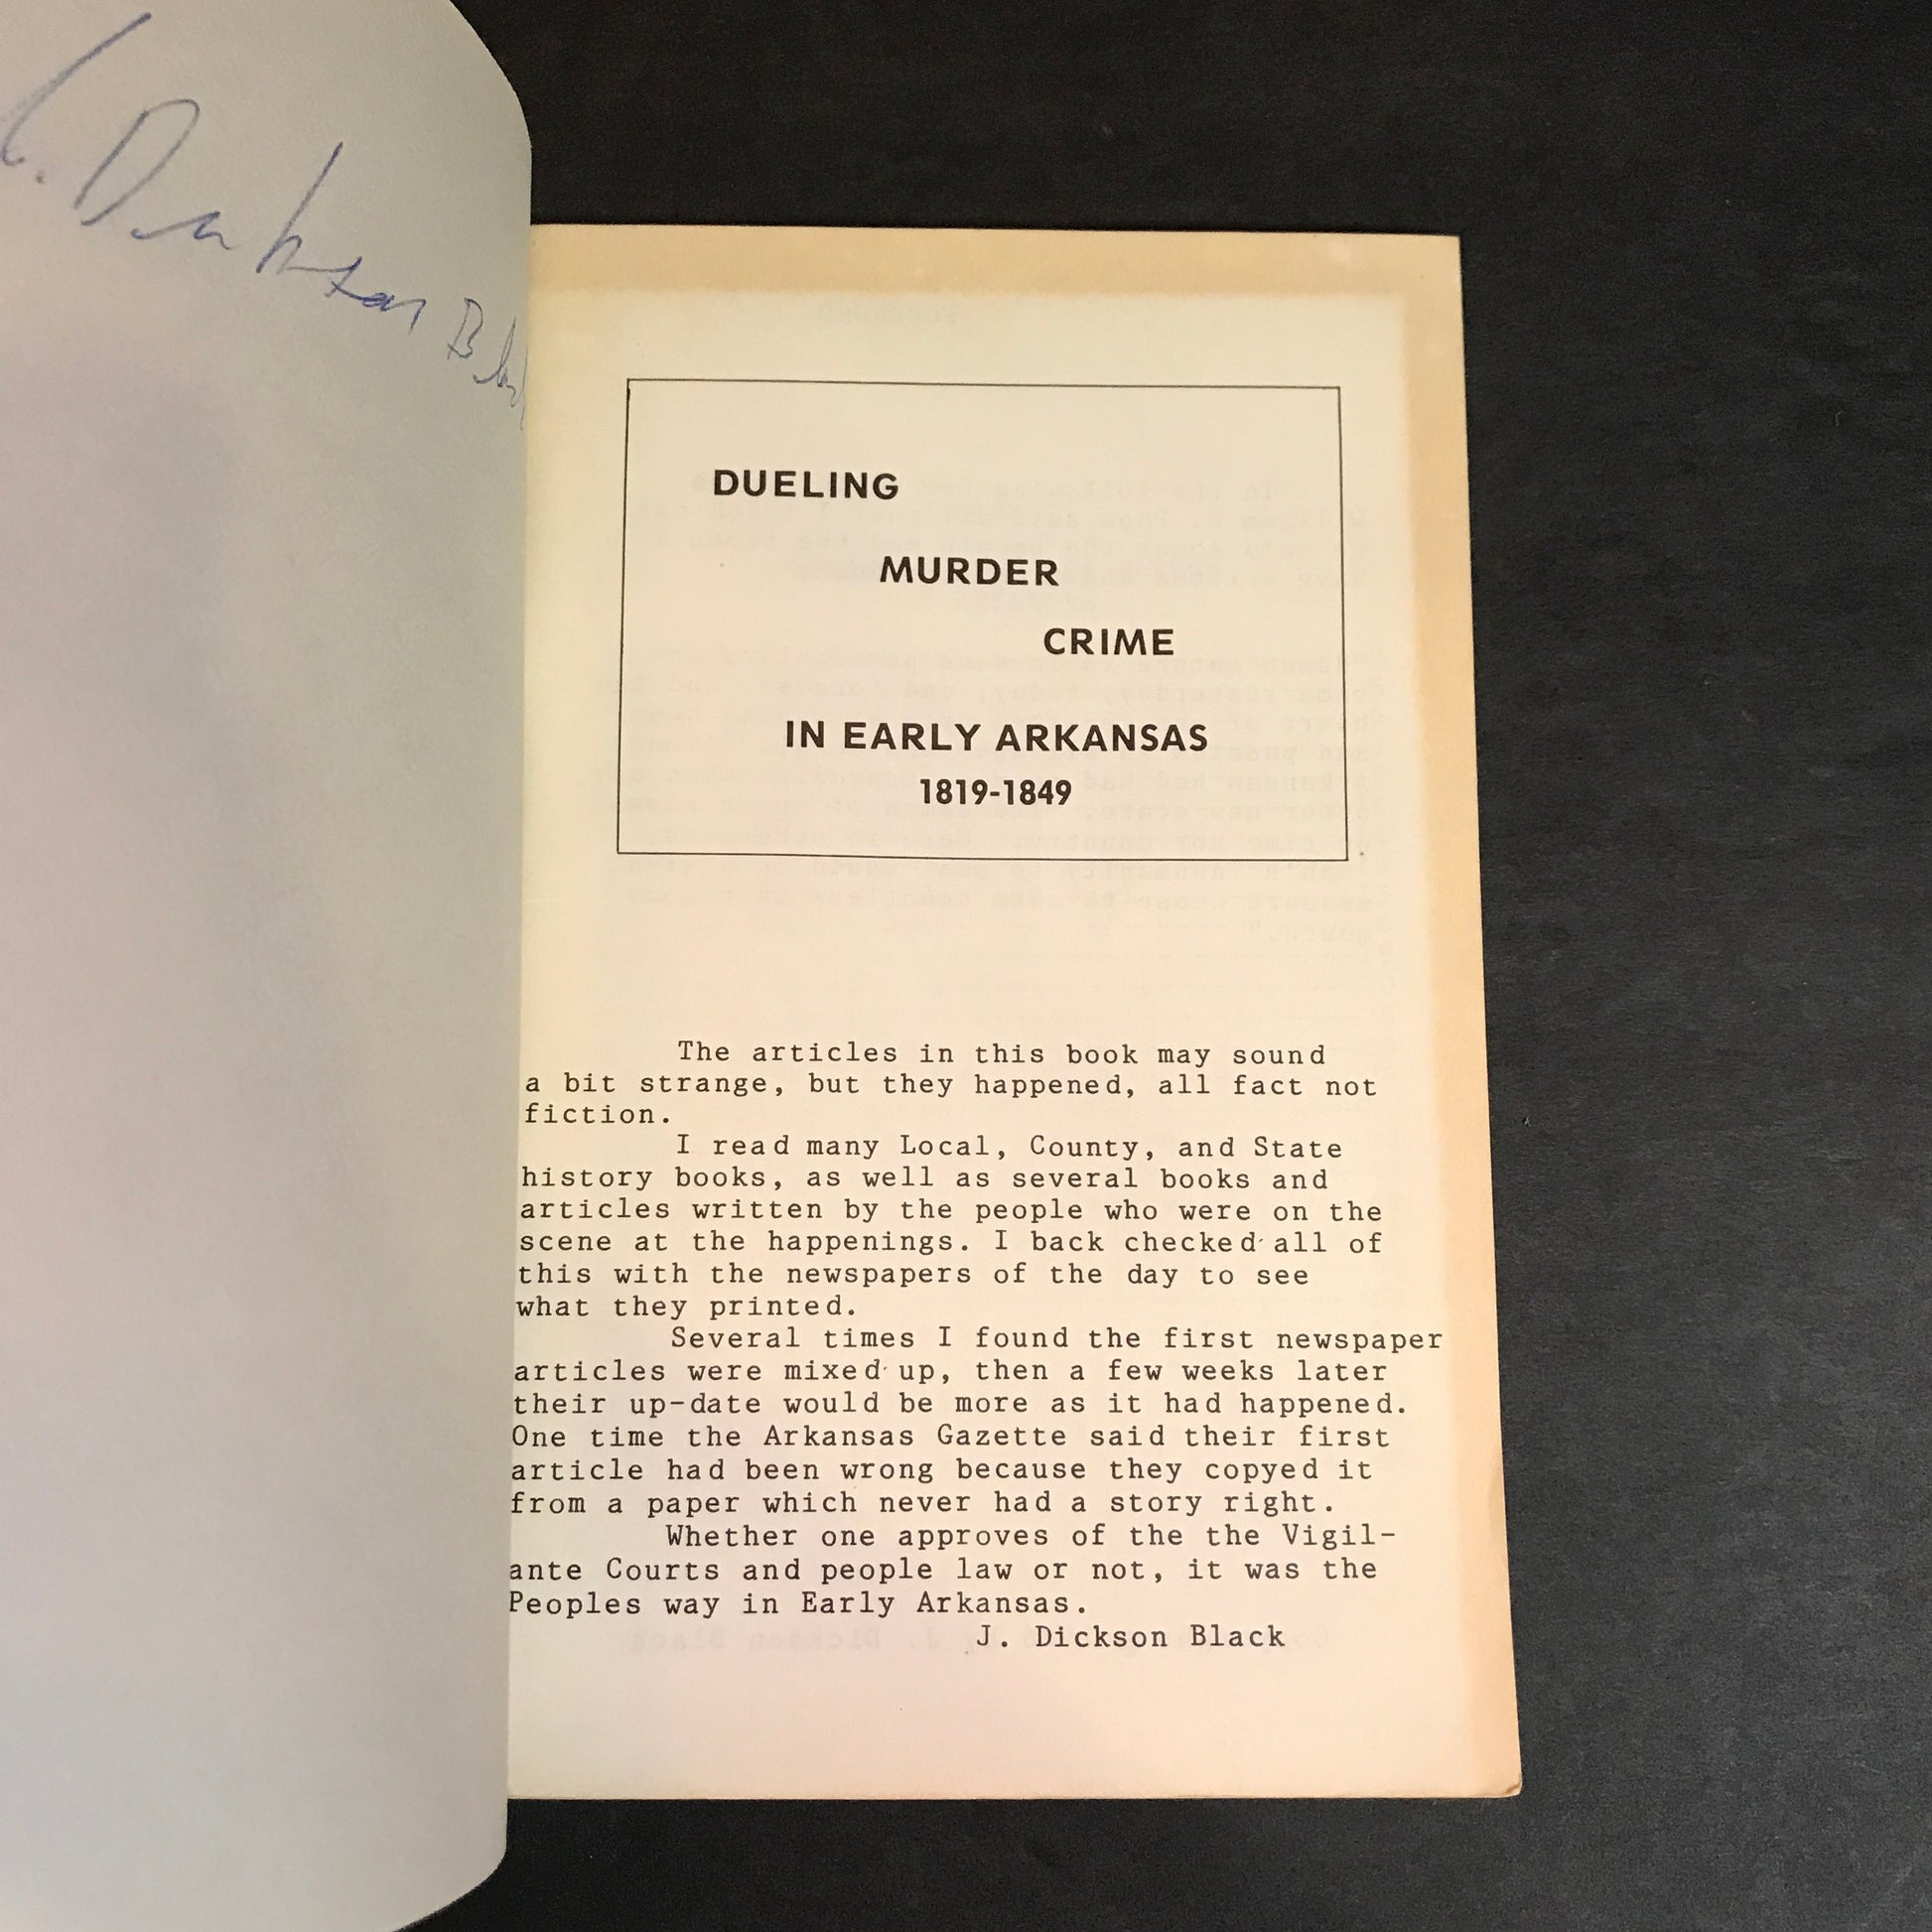 J. Dickson Black
DUELING
MURDER
CRIME
IN EARLY ARKANSAS
1819-1849
The articles in this book may sound
a bit strange, but they happened, all fact not
fiction.
I read many Local, County, and State
history books, as well as several books and
articles written by the people who were on the
scene at the happenings. I back checked all of
this with the newspapers of the day to see
what they printed.
Several times I found the first newspaper
articles were mixed up, then a few weeks later
their up-date would be more as it had happened.
One time the Arkansas Gazette said their first
article had been wrong because they copyed it
from a paper which never had a story right.
Whether one approves of the the Vigil-
ante Courts and people law or not, it was the
Peoples way in Early Arkansas.
J. Dickson Black